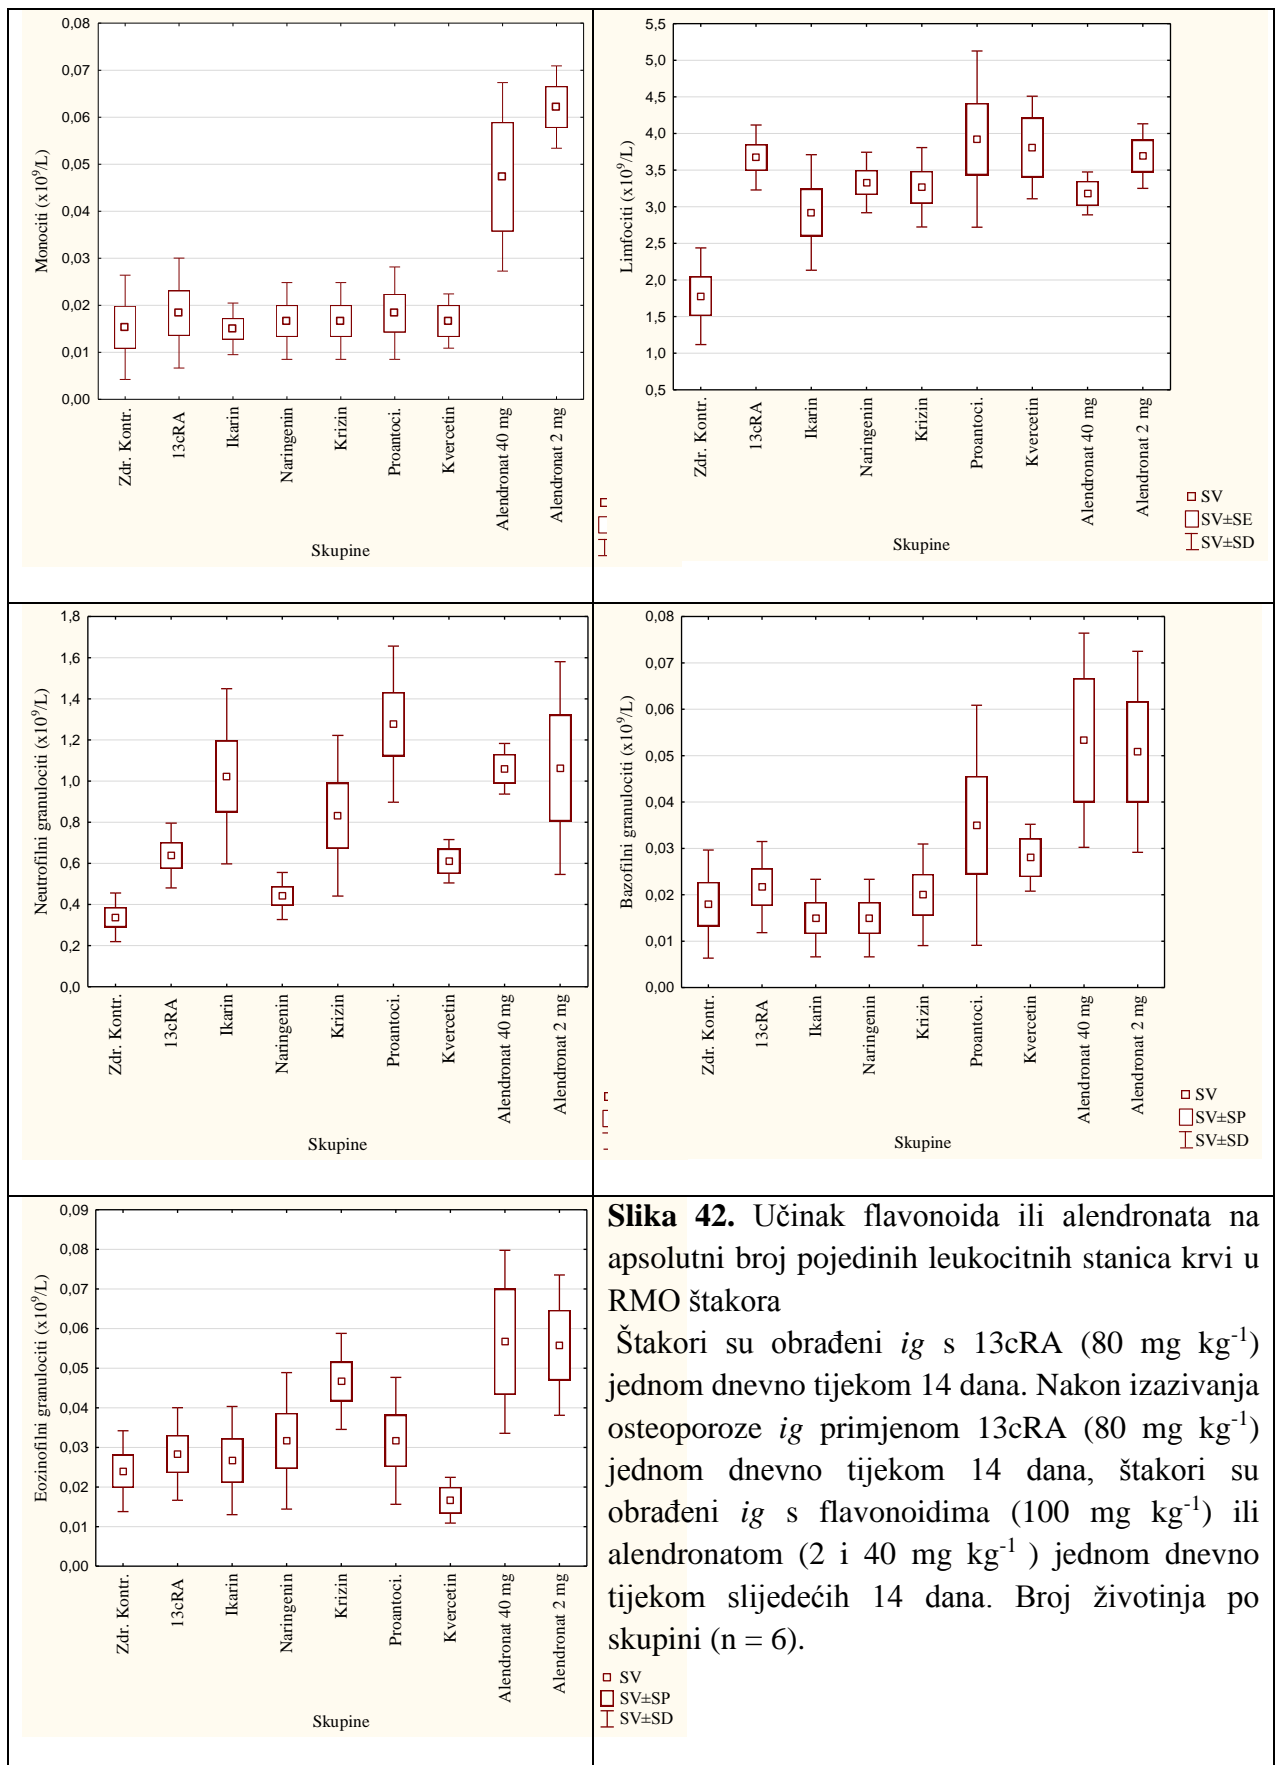 0,08
0,07
0,06
0,05
0,04
0,03
0,02
0,01
0,00
Monociti (x10⁹/L)
Zdr. Kontr.
13cRA
Ikarin
Naringenin
Krizin
Proantoci.
Kvercetin
Alendronat 40 mg
Alendronat 2 mg
Skupine
5,5
5,0
4,5
4,0
3,5
3,0
2,5
2,0
1,5
1,0
0,5
Limfociti (x10⁹/L)
Zdr. Kontr.
13cRA
Ikarin
Naringenin
Krizin
Proantoci.
Kvercetin
Alendronat 40 mg
Alendronat 2 mg
Skupine
SV
SV±SE
SV±SD
1,8
1,6
1,4
1,2
1,0
0,8
0,6
0,4
0,2
0,0
Neutrofilni granulociti (x10⁹/L)
Zdr. Kontr.
13cRA
Ikarin
Naringenin
Krizin
Proantoci.
Kvercetin
Alendronat 40 mg
Alendronat 2 mg
Skupine
0,08
0,07
0,06
0,05
0,04
0,03
0,02
0,01
0,00
Bazofilni granulociti (x10⁹/L)
Zdr. Kontr.
13cRA
Ikarin
Naringenin
Krizin
Proantoci.
Kvercetin
Alendronat 40 mg
Alendronat 2 mg
Skupine
SV
SV±SP
SV±SD
0,09
0,08
0,07
0,06
0,05
0,04
0,03
0,02
0,01
0,00
Eozinofilni granulociti (x10⁹/L)
Zdr. Kontr.
13cRA
Ikarin
Naringenin
Krizin
Proantoci.
Kvercetin
Alendronat 40 mg
Alendronat 2 mg
Skupine
SV
SV±SP
SV±SD
Slika 42. Učinak flavonoida ili alendronata na
apsolutni broj pojedinih leukocitnih stanica krvi u
RMO štakora
Štakori su obrađeni ig s 13cRA (80 mg kg⁻¹)
jednom dnevno tijekom 14 dana. Nakon izazivanja
osteoporoze ig primjenom 13cRA (80 mg kg⁻¹)
jednom dnevno tijekom 14 dana, štakori su
obrađeni ig s flavonoidima (100 mg kg⁻¹) ili
alendronatom (2 i 40 mg kg⁻¹ ) jednom dnevno
tijekom slijedećih 14 dana. Broj životinja po
skupini (n = 6).